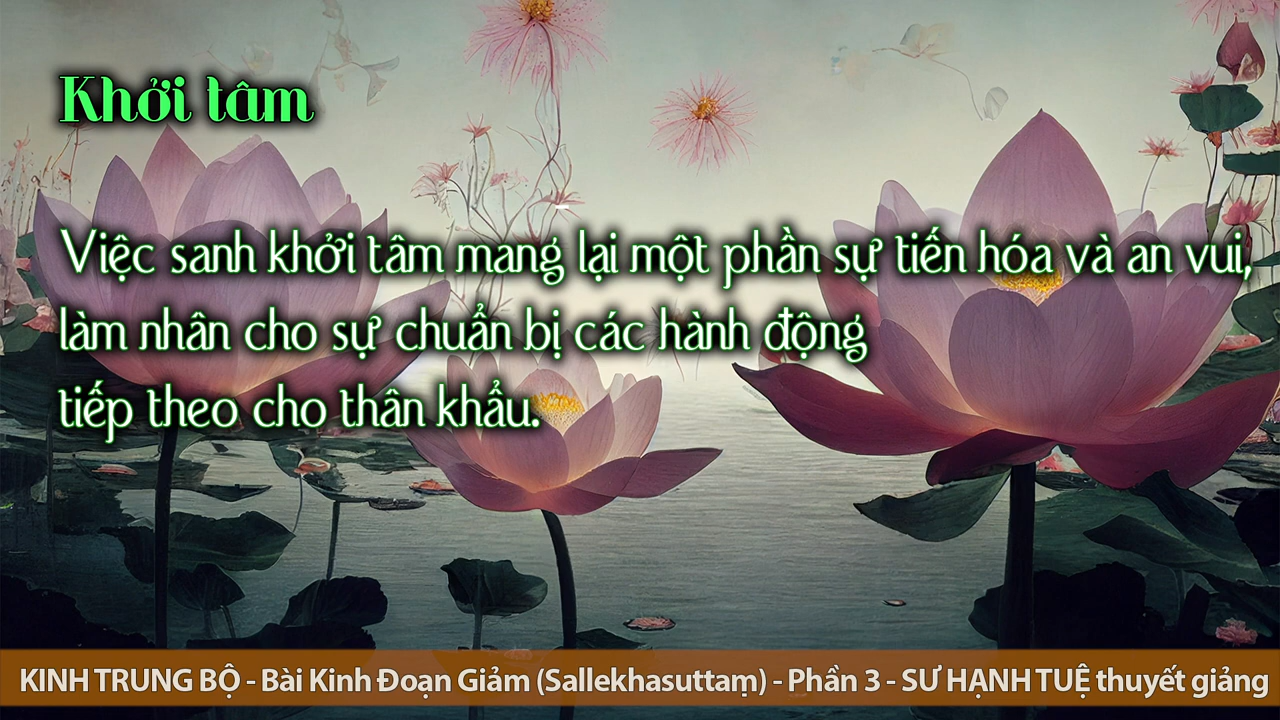 Khởi tâm
Việc sanh khởi tâm mang lại một phần sự tiến hóa và an vui,
làm nhân cho sự chuẩn bị các hành động
tiếp theo cho thân khẩu.
KINH TRUNG BỘ - Bài Kinh Đoạn Giảm (Sallekhasuttaṃ) - Phần 3 - SƯ HẠNH TUỆ thuyết giảng